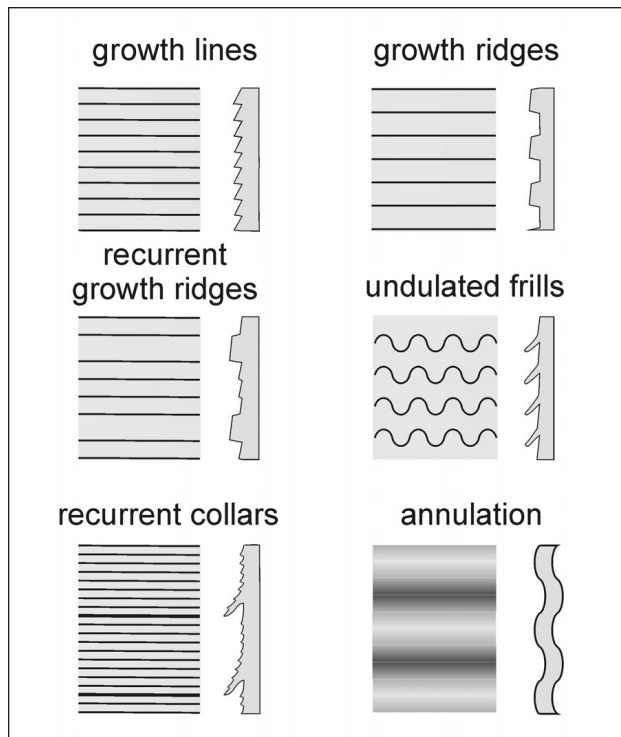 growth lines
growth ridges
recurrent
growth ridges
undulated frills
recurrent collars
annulation